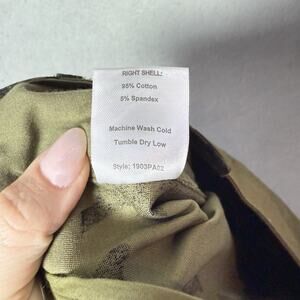 RIGHT SHELL:
95% Cotton
5% Spandex
Machine Wash Cold
Tumble Dry Low
Style: 1903PA02